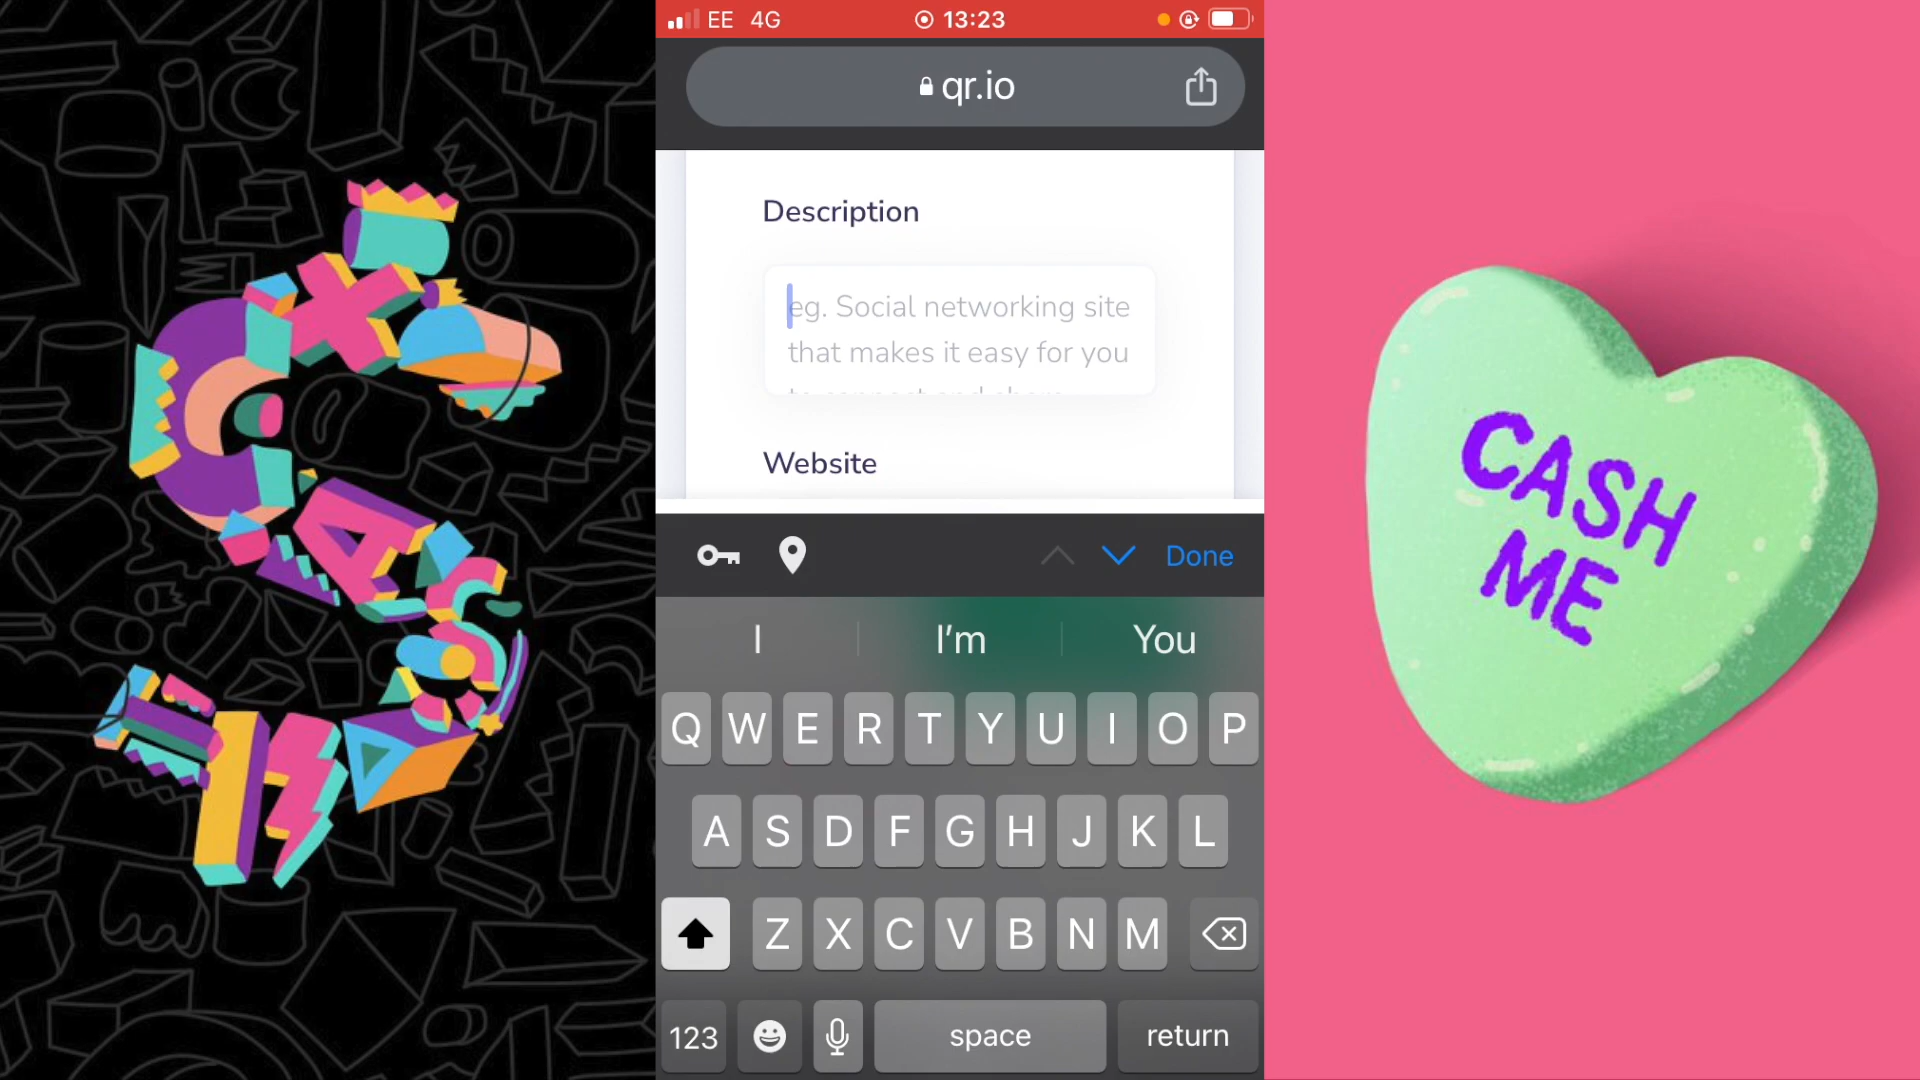 EE 4G 13:23
qr.io
Description
eg. Social networking site
that makes it easy for you
Website
Done
I I'm You
Q W E R T Y U I O P
A S D F G H J K L
Z X C V B N M
123 space return
CASH
ME